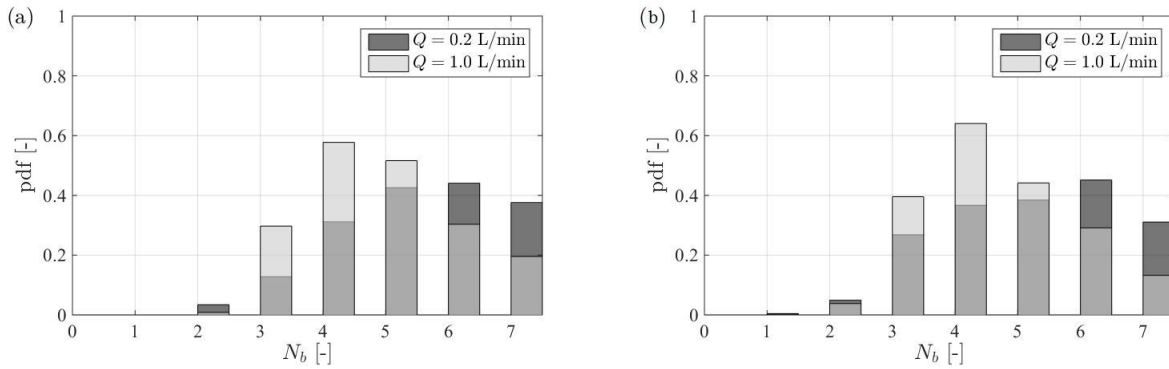 (a)
1
0.8
0.6
0.4
0.2
0
pdf [-]
Q = 0.2 L/min
Q = 1.0 L/min
0 1 2 3 4 5 6 7
N_b [-]
(b)
1
0.8
0.6
0.4
0.2
0
pdf [-]
Q = 0.2 L/min
Q = 1.0 L/min
0 1 2 3 4 5 6 7
N_b [-]